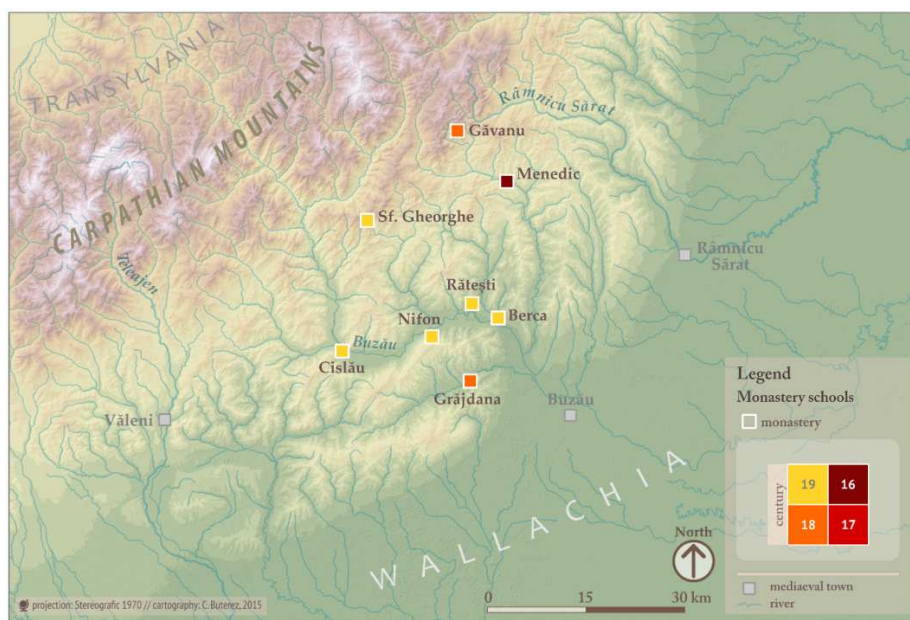 TRANSYLVANIA
CARPATHIAN MOUNTAINS
Râmnicu Sărat
Găvanu
Menedic
Sf. Gheorghe
Teleajen
Râmnicu
Sărat
Rătești
Berca
Nifon
Buzău
Cislău
Grăjdana
Buzău
Văleni
WALLACHIA
Legend
Monastery schools
monastery
century
19
16
18
17
mediaeval town
river
North
0
15
30 km
projection: Stereografic 1970 // cartography: C. Buterez, 2015